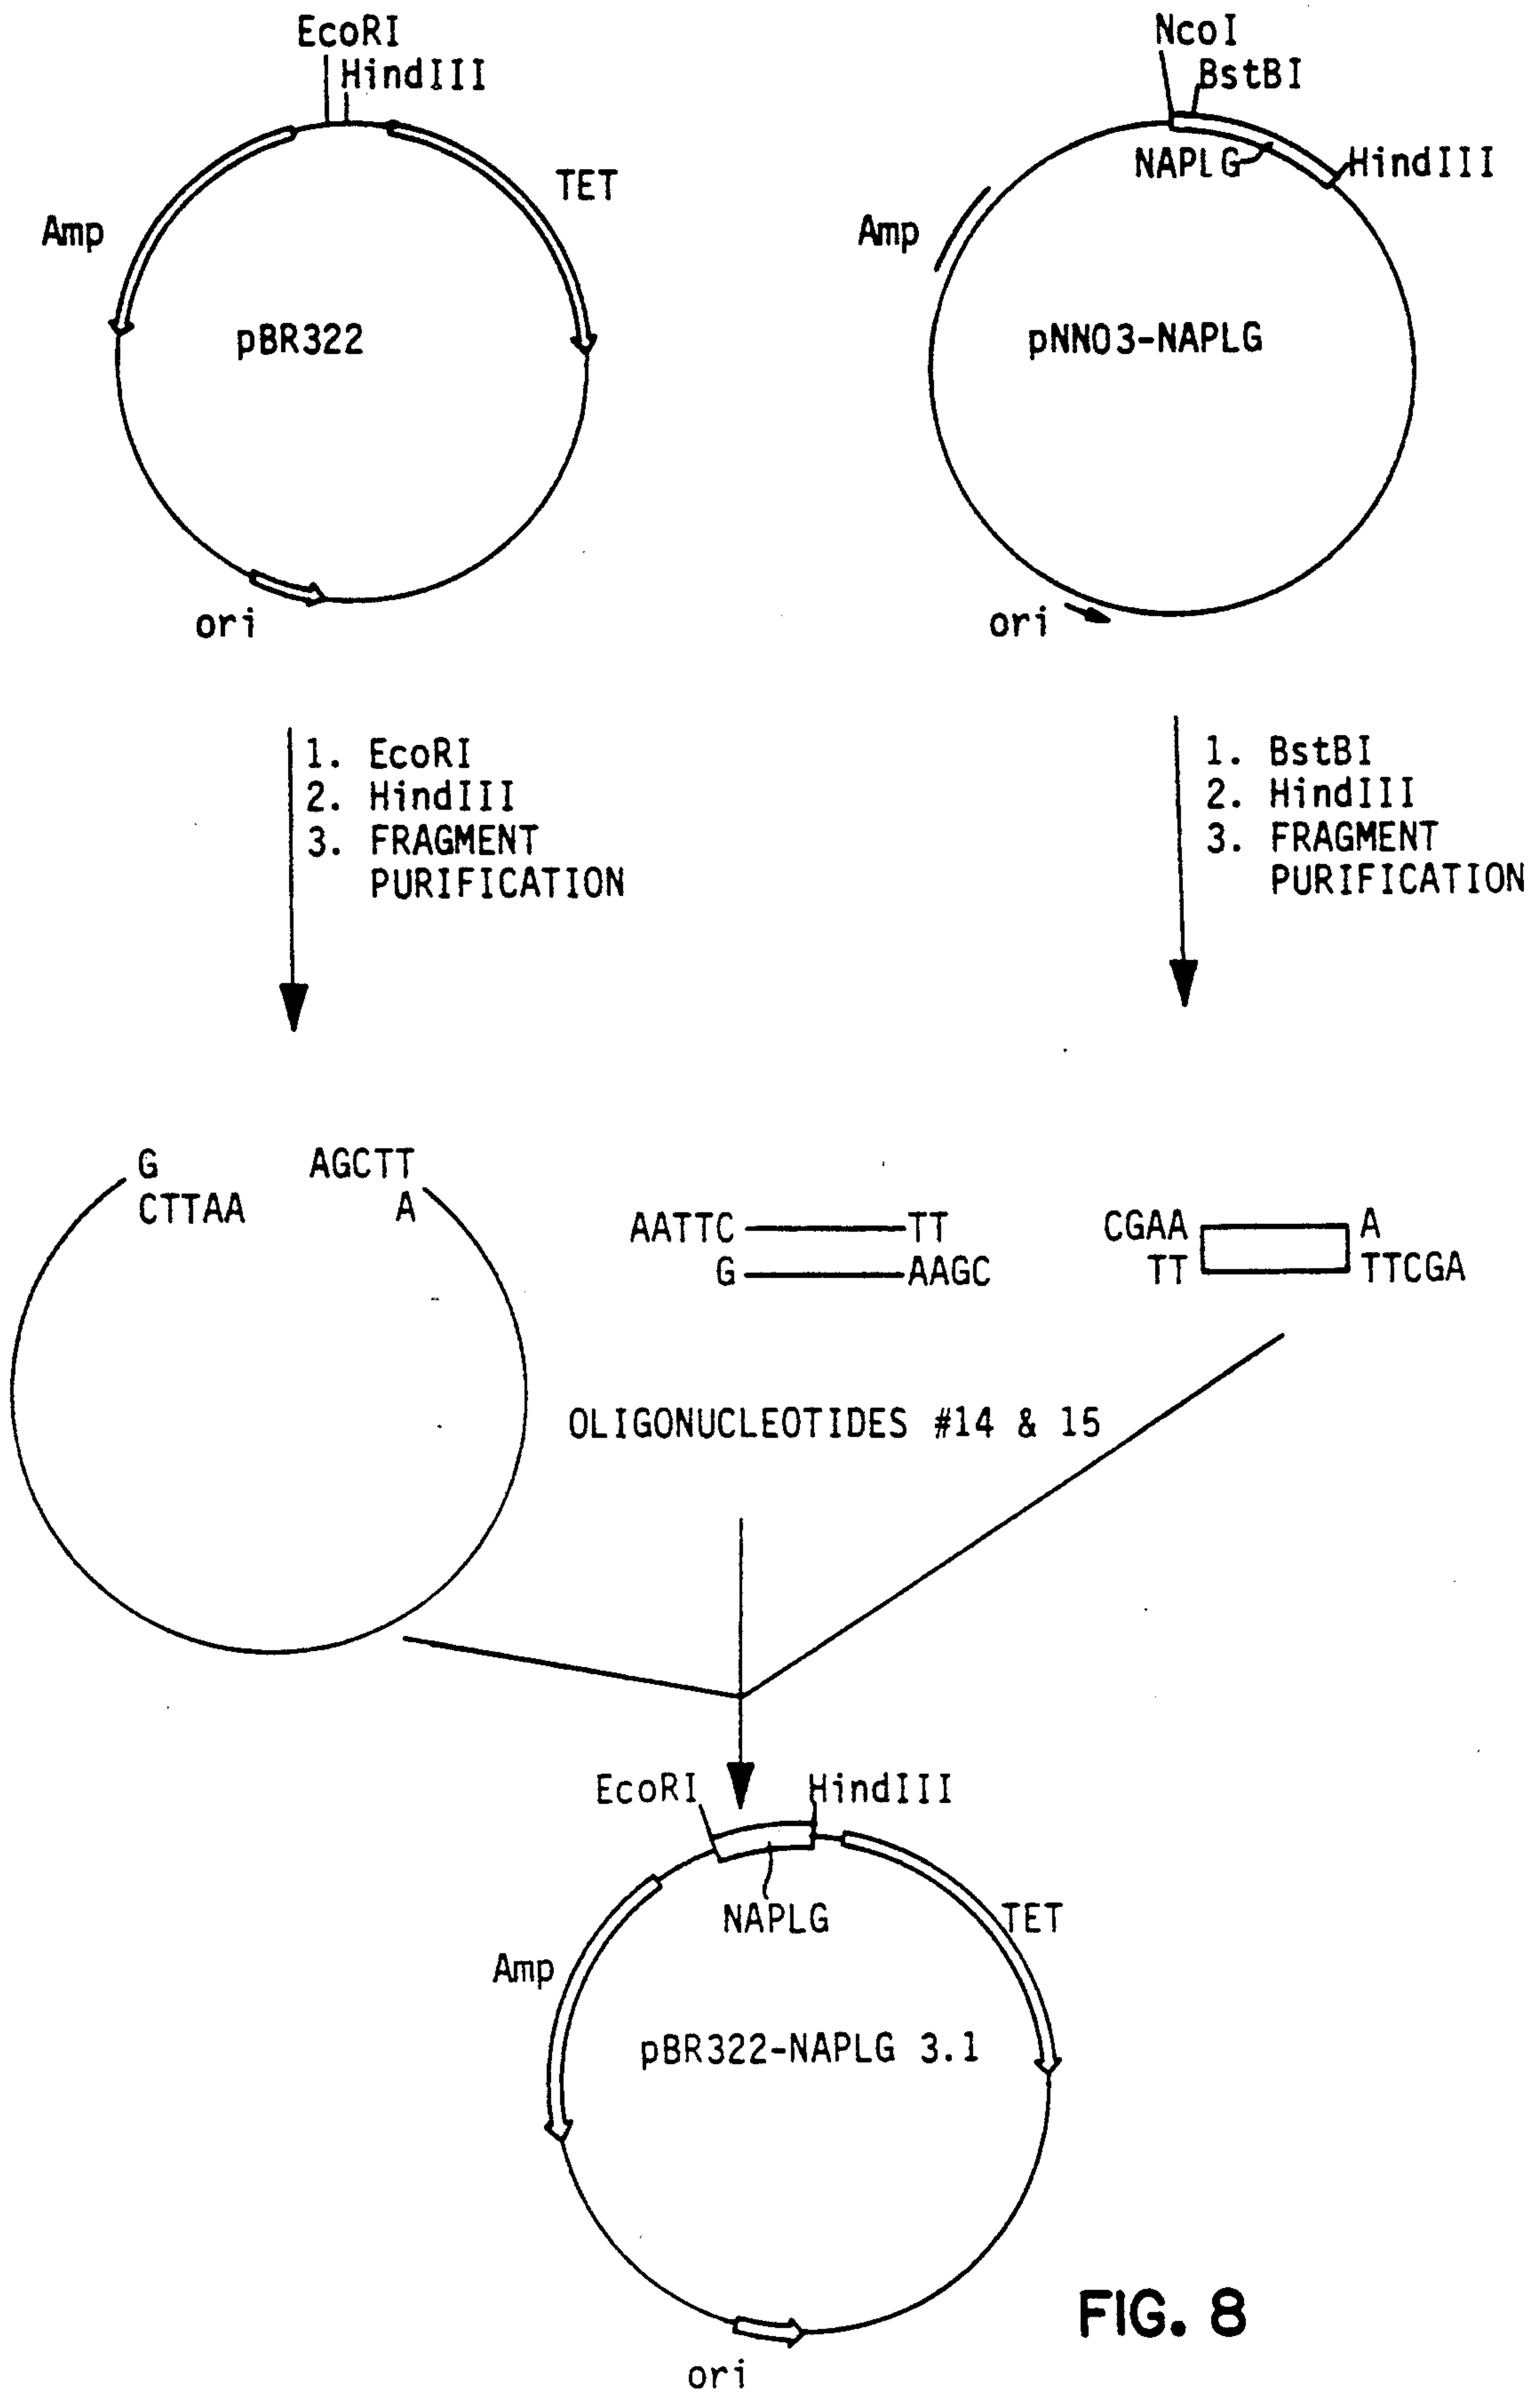 EcoRI
HindIII
Amp
TET
pBR322
ori
NcoI
BstBI
NAPLG
HindIII
Amp
pNN03-NAPLG
ori
1. EcoRI
2. HindIII
3. FRAGMENT
PURIFICATION
1. BstBI
2. HindIII
3. FRAGMENT
PURIFICATION
G
CTTAA
AGCTT
A
AATTC
TT
G
AAGC
CGAA
A
TT
TTCGA
OLIGONUCLEOTIDES #14 & 15
EcoRI
HindIII
NAPLG
TET
Amp
pBR322-NAPLG 3.1
ori
FIG. 8